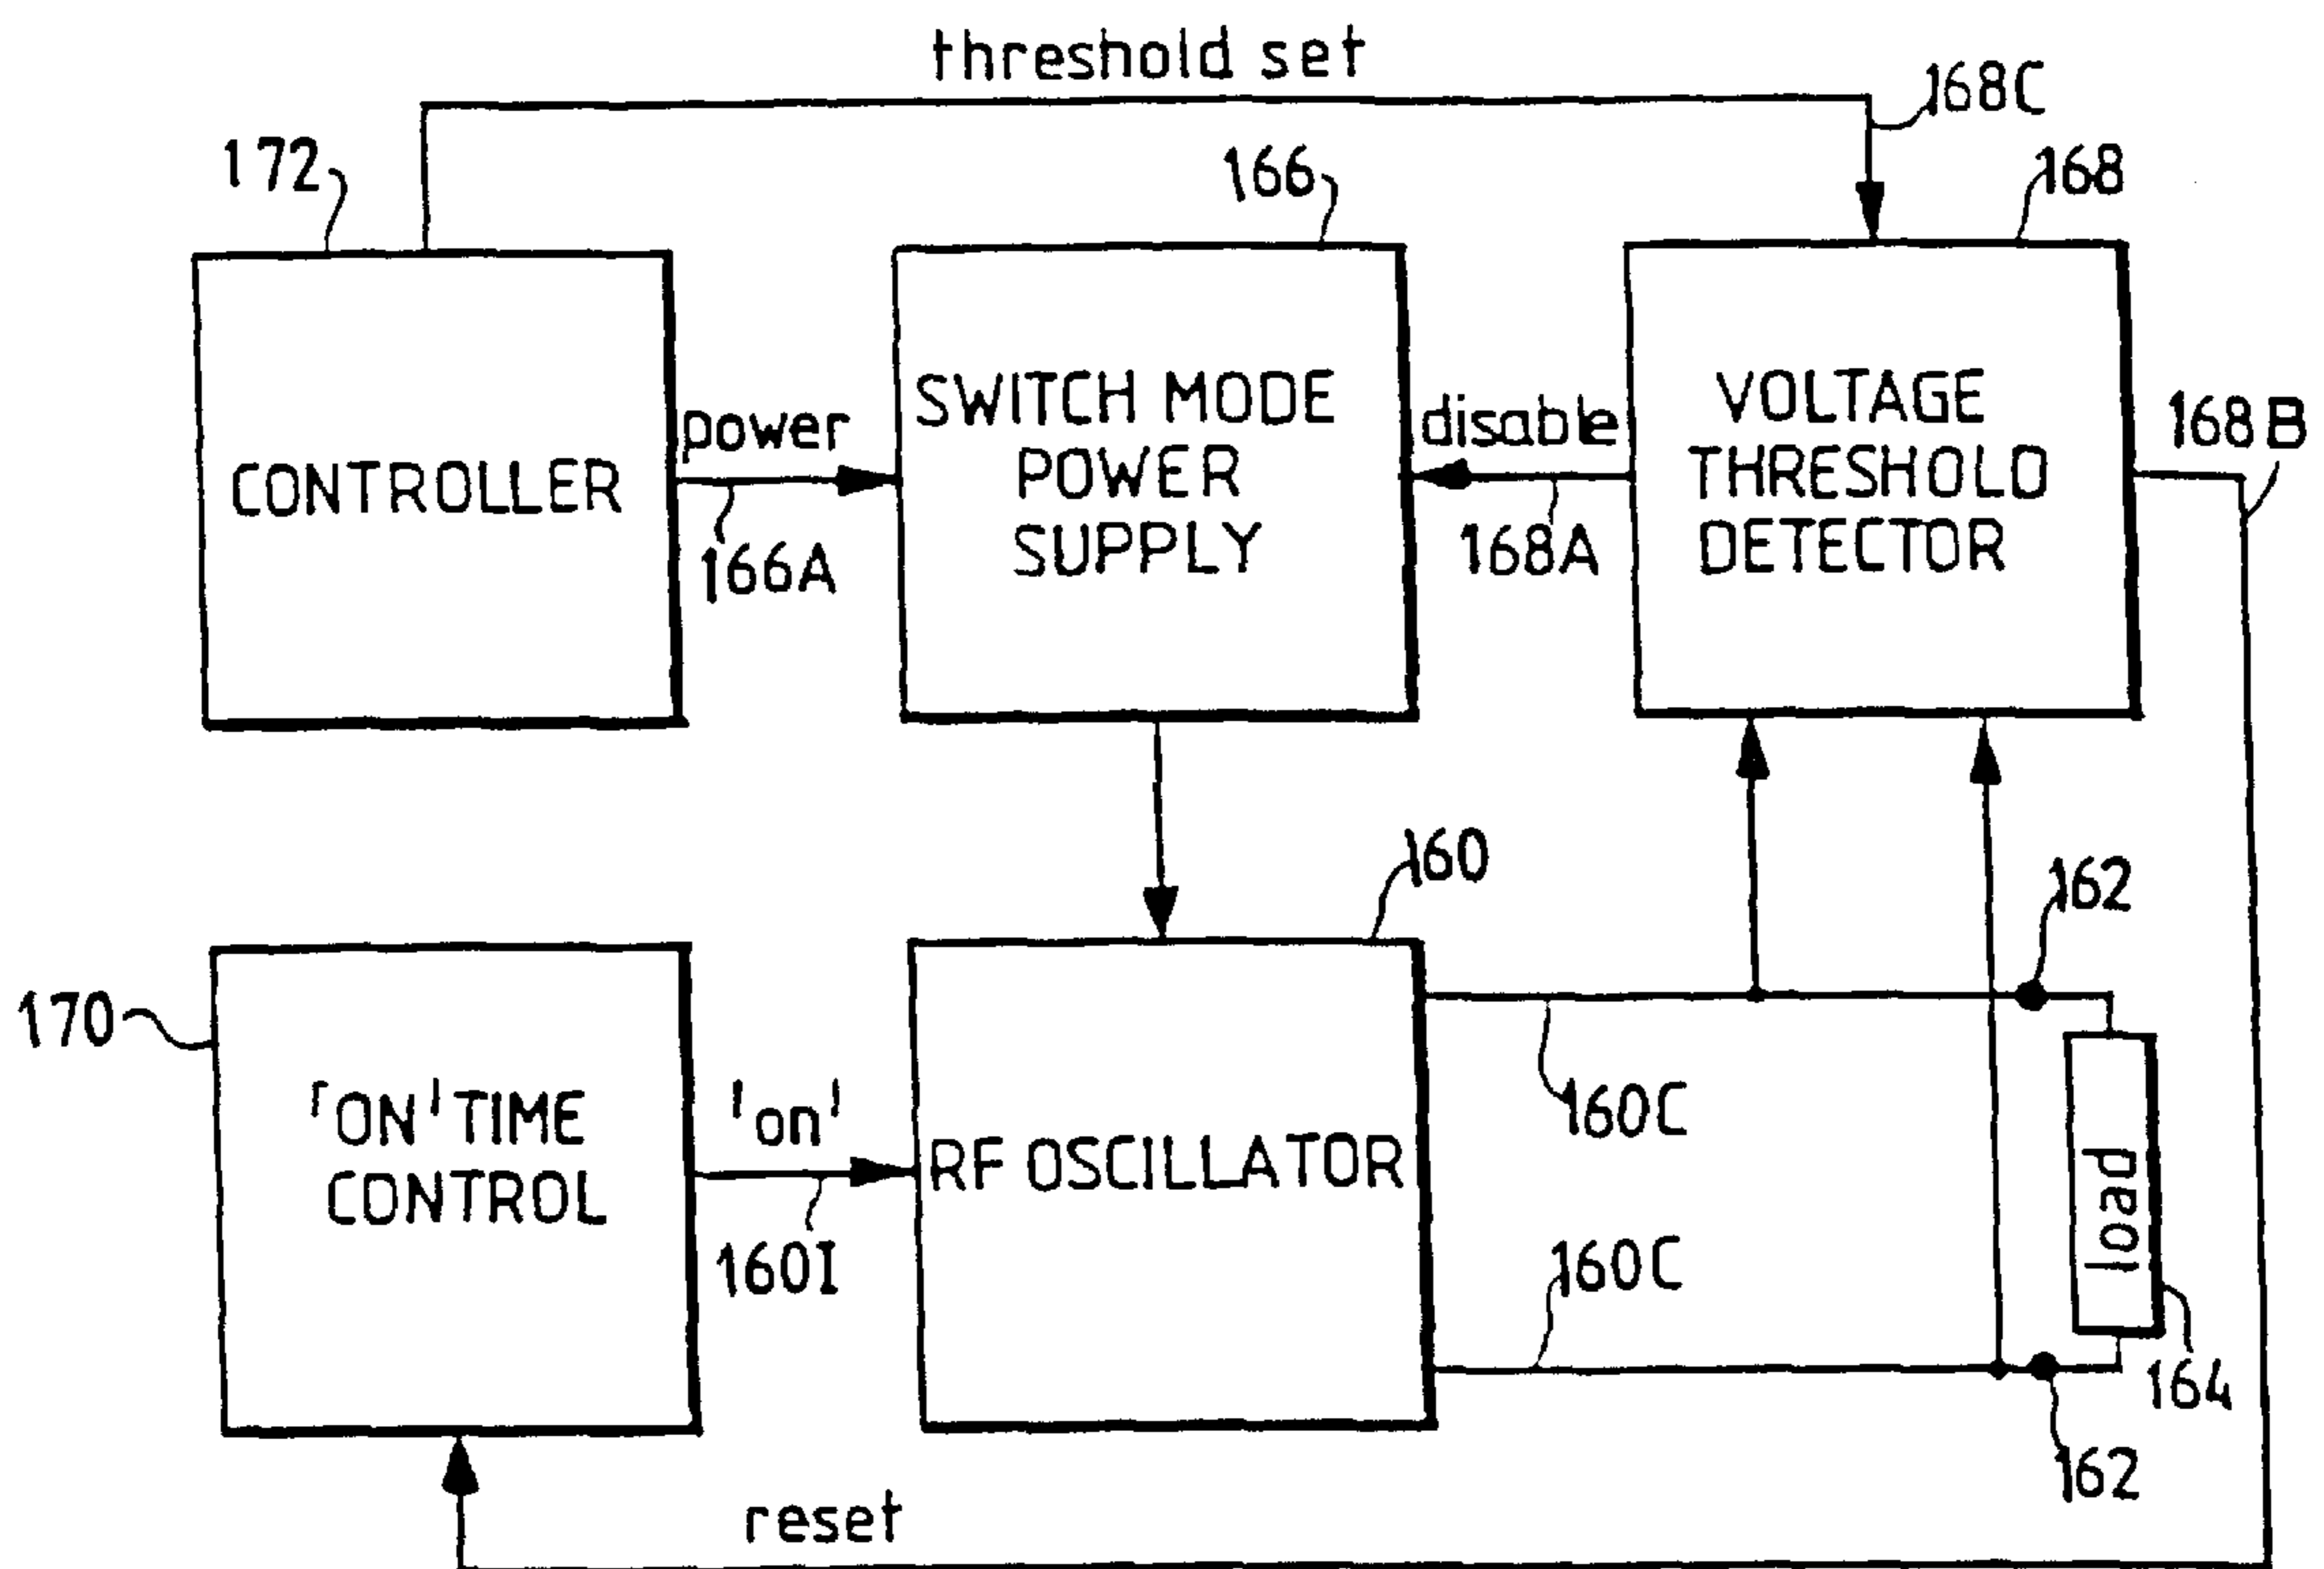 threshold set
168C
172
166
168
CONTROLLER
power
166A
SWITCH MODE
POWER
SUPPLY
disable
168A
VOLTAGE
THRESHOLD
DETECTOR
168B
160
162
170
'ON' TIME
CONTROL
'on'
160I
RF OSCILLATOR
160C
160C
load
164
162
reset